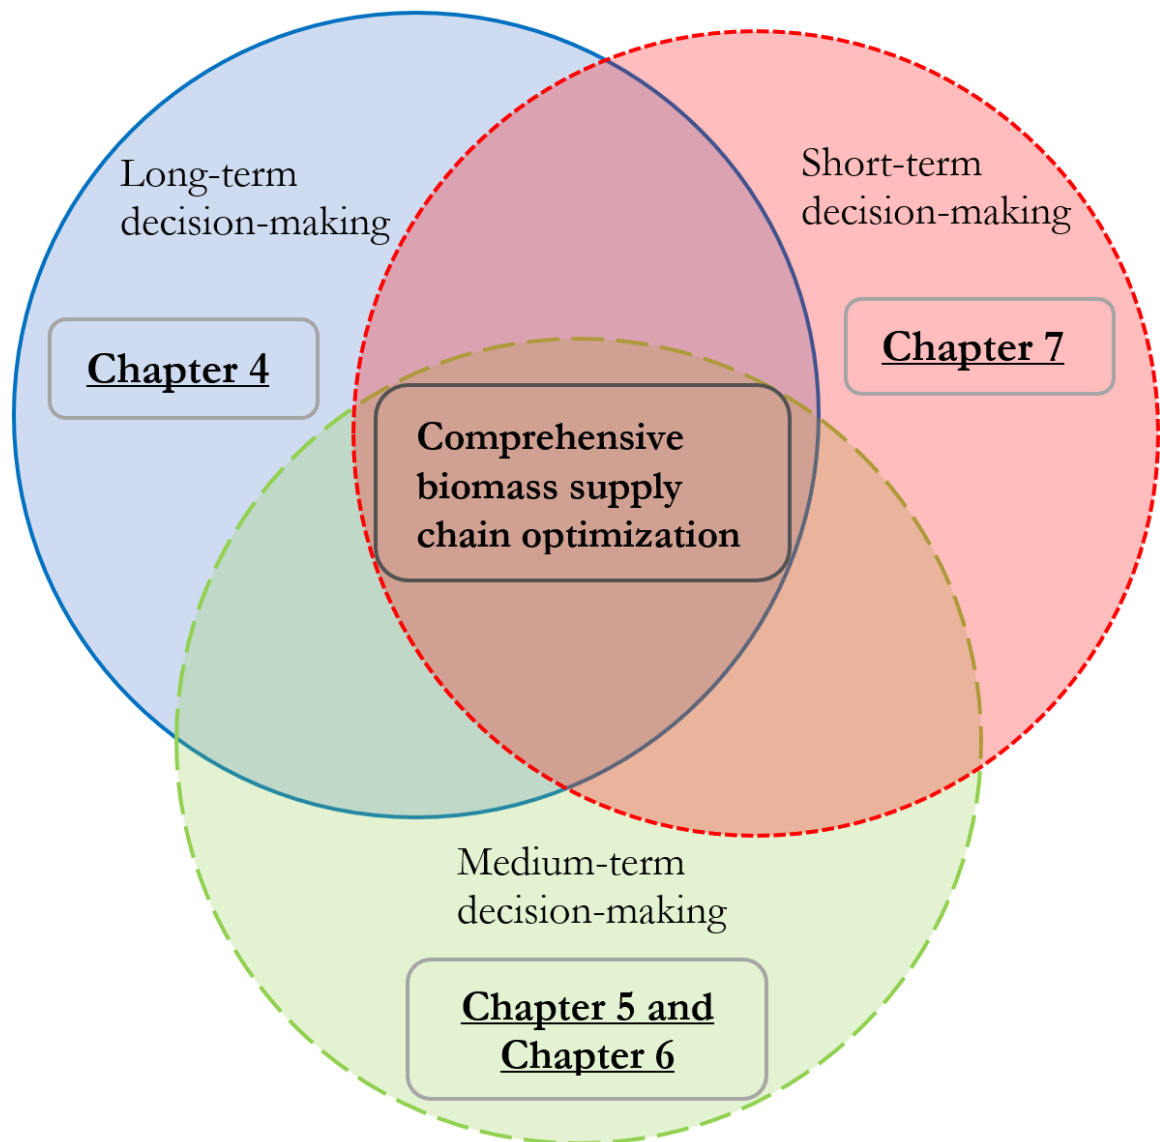 Long-term
decision-making
Short-term
decision-making
Chapter 4
Chapter 7
Comprehensive
biomass supply
chain optimization
Medium-term
decision-making
Chapter 5 and
Chapter 6